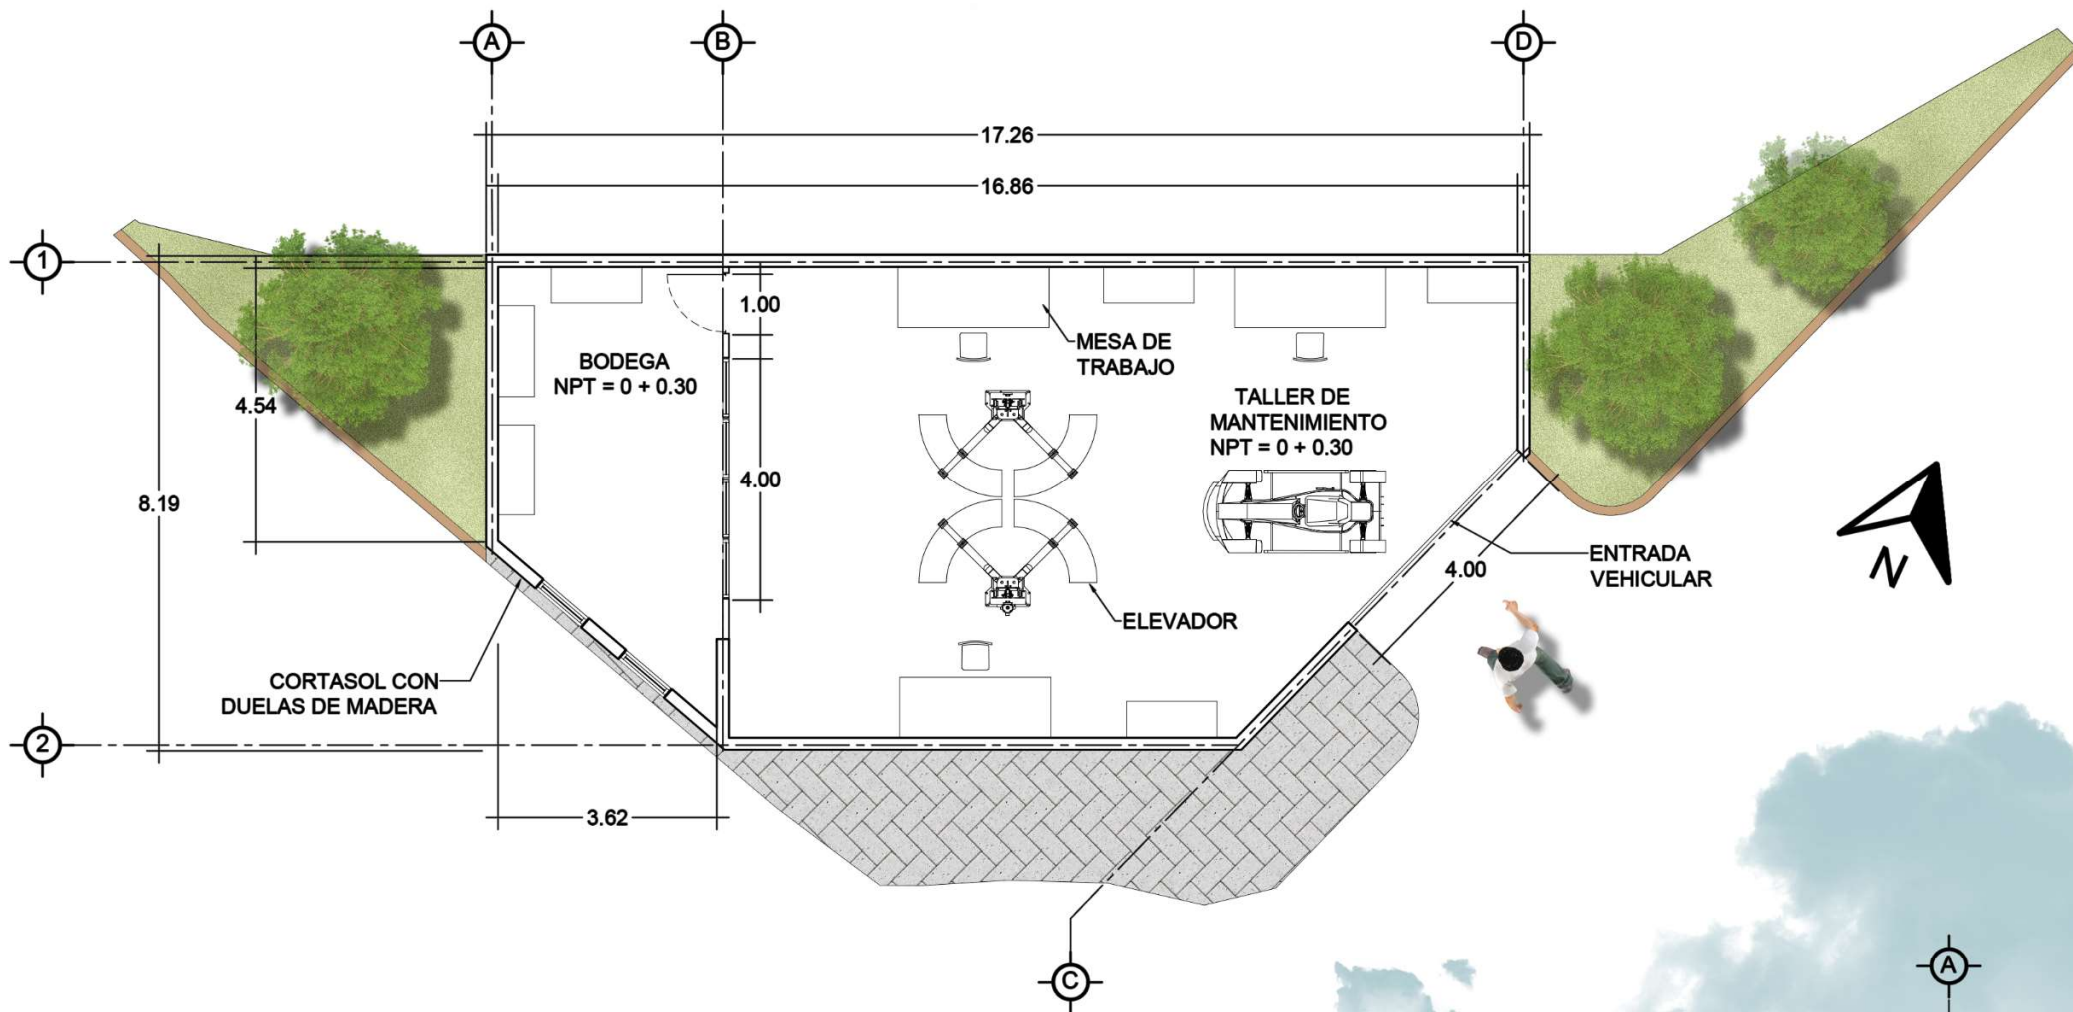 A
B
D
17.26
16.86
1
1.00
MESA DE
TRABAJO
BODEGA
NPT = 0 + 0.30
4.54
TALLER DE
MANTENIMIENTO
NPT = 0 + 0.30
8.19
4.00
4.00
ENTRADA
VEHICULAR
N
ELEVADOR
CORTASOL CON
DUELAS DE MADERA
2
3.62
C
A